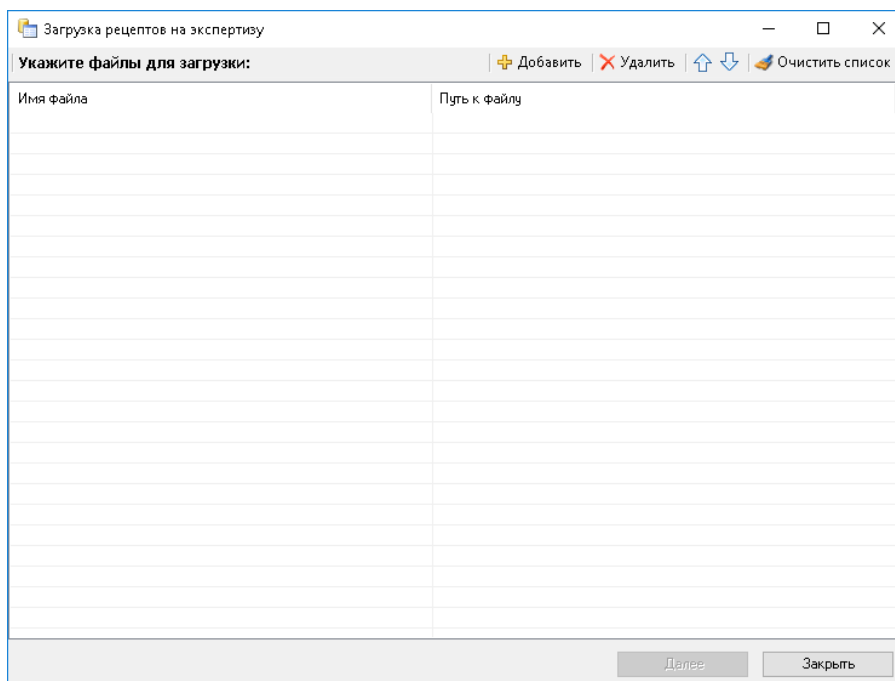 Загрузка рецептов на экспертизу
Укажите файлы для загрузки: Добавить Удалить Очистить список
Имя файла Путь к файлу
Далее Закрыть